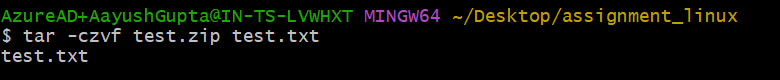 AzureAD+AayushGupta@IN-TS-LVWHXT MINGW64 ~/Desktop/assignment_linux
$ tar -czvf test.zip test.txt
test.txt